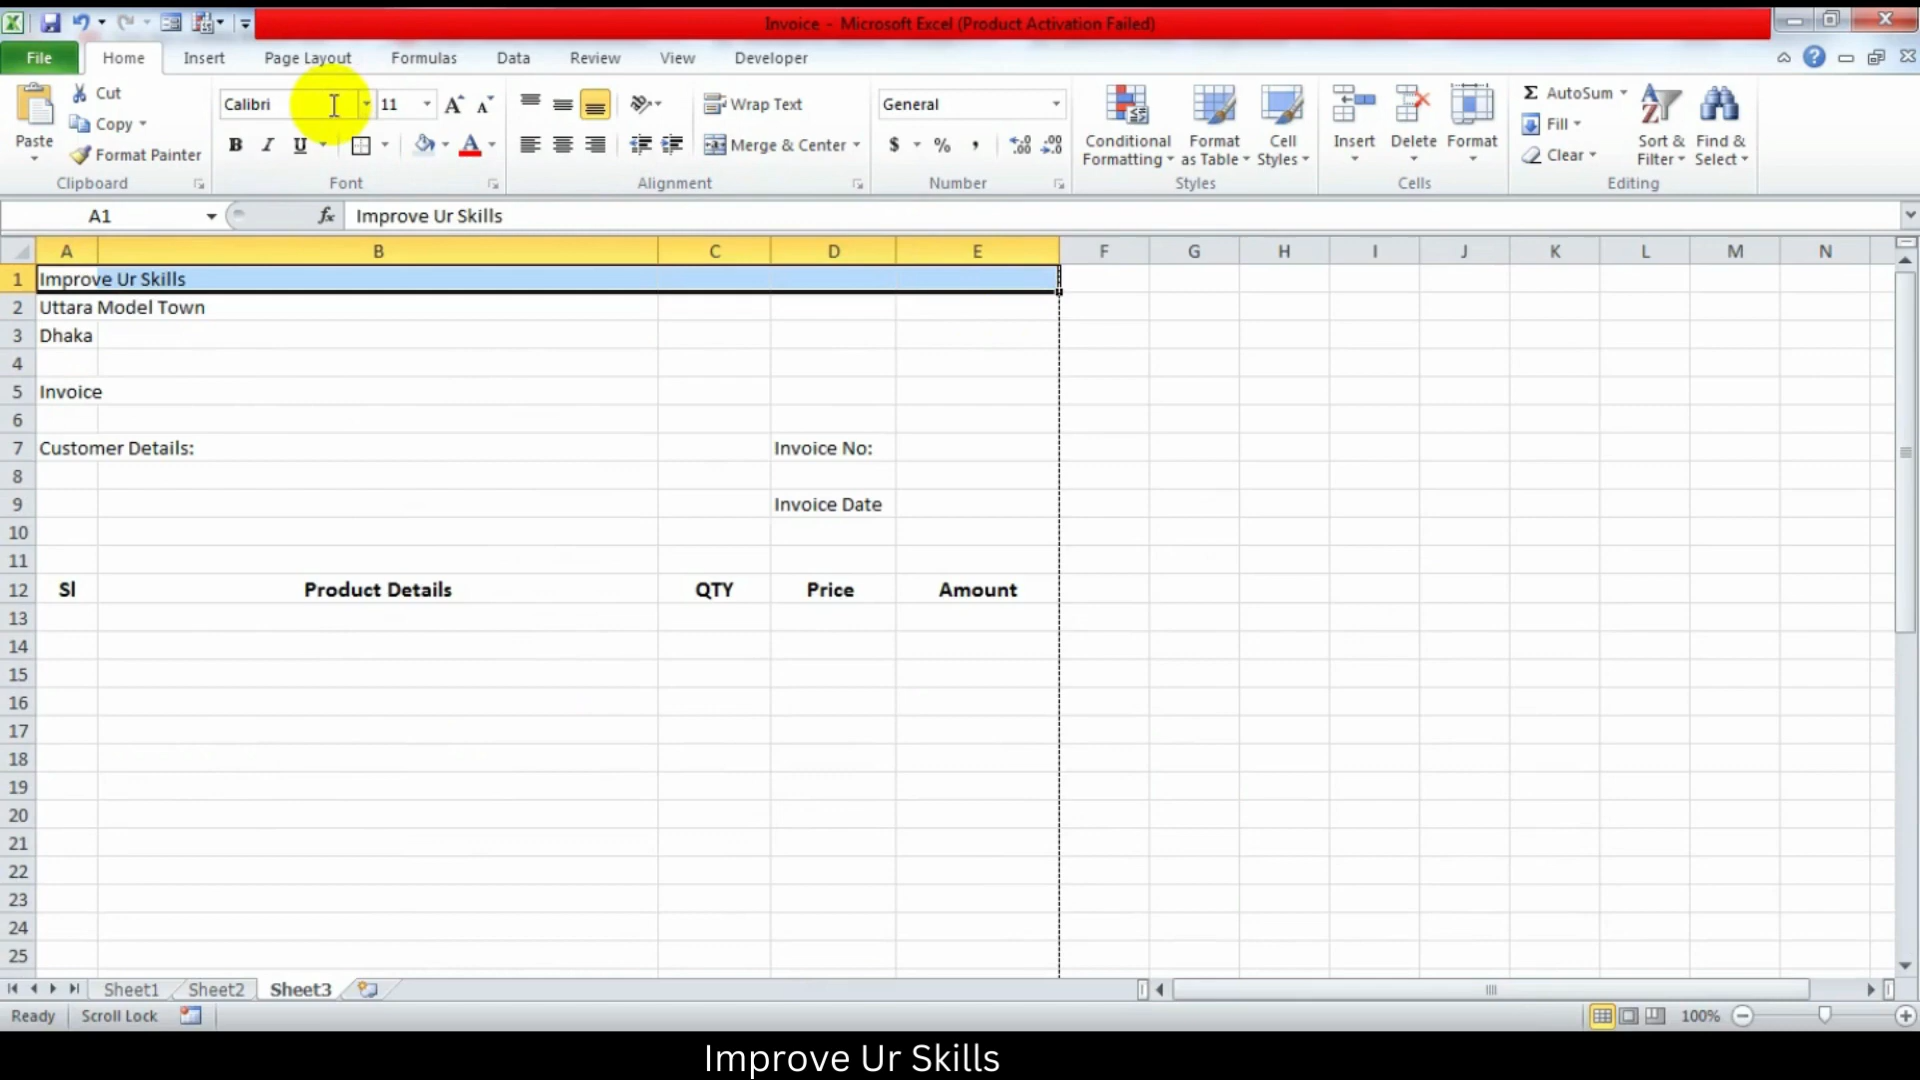 Invoice - Microsoft Excel (Product Activation Failed)
File Home Insert Page Layout Formulas Data Review View Developer
Paste
Cut
Copy
Format Painter
Clipboard
Calibri 11
B I U A
Font
Wrap Text
Merge & Center
Alignment
General
$ % ,
Number
Conditional Formatting
Format as Table
Cell Styles
Styles
Insert Delete Format
Cells
Σ AutoSum
Fill
Clear
Sort & Filter
Find & Select
Editing
A1 fx Improve Ur Skills
A B C D E F G H I J K L M N
1 Improve Ur Skills
2 Uttara Model Town
3 Dhaka
4
5 Invoice
6
7 Customer Details: Invoice No:
8
9 Invoice Date
10
11
12 Sl Product Details QTY Price Amount
13
14
15
16
17
18
19
20
21
22
23
24
25
Sheet1 Sheet2 Sheet3
Ready Scroll Lock 100%
Improve Ur Skills